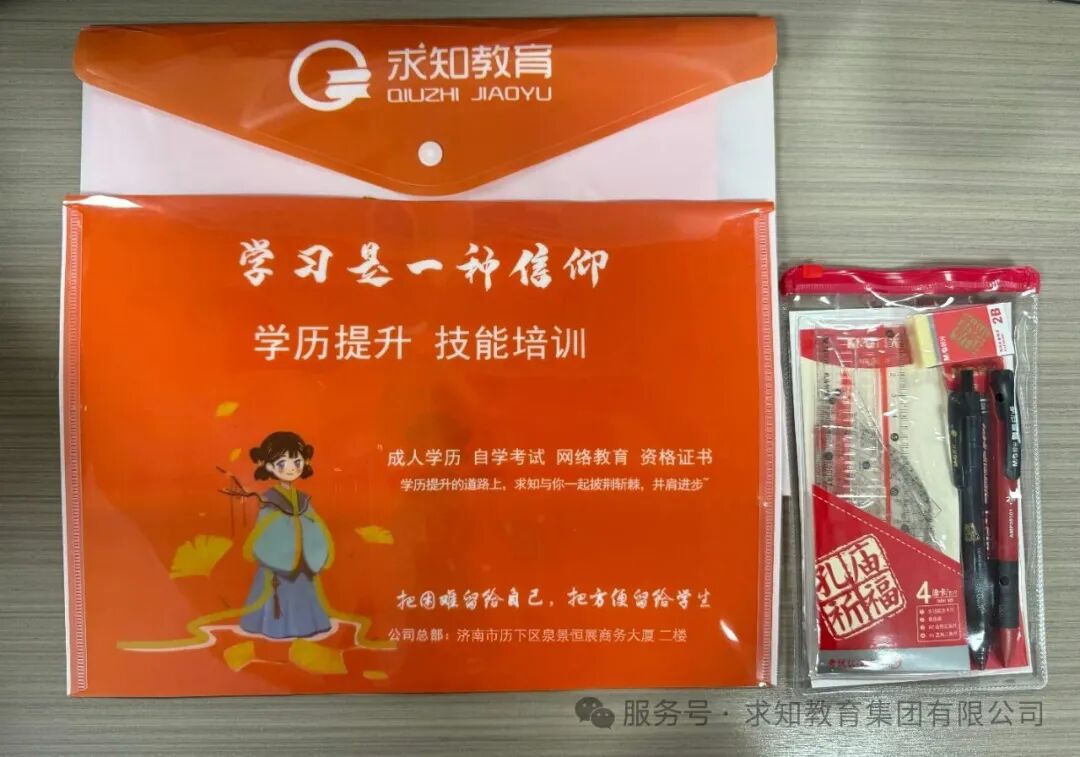 求知教育
QIUZHI JIAOYU
学习是一种信仰
学历提升 技能培训
"成人学历 自学考试 网络教育 资格证书
学历提升的道路上，求知与你一起披荆斩棘，并肩进步"
把困难留给自己，把方便留给学生
公司总部：济南市历下区泉景恒展商务大厦 二楼
2B
M&G
孔庙
祈福
4
服务号 · 求知教育集团有限公司